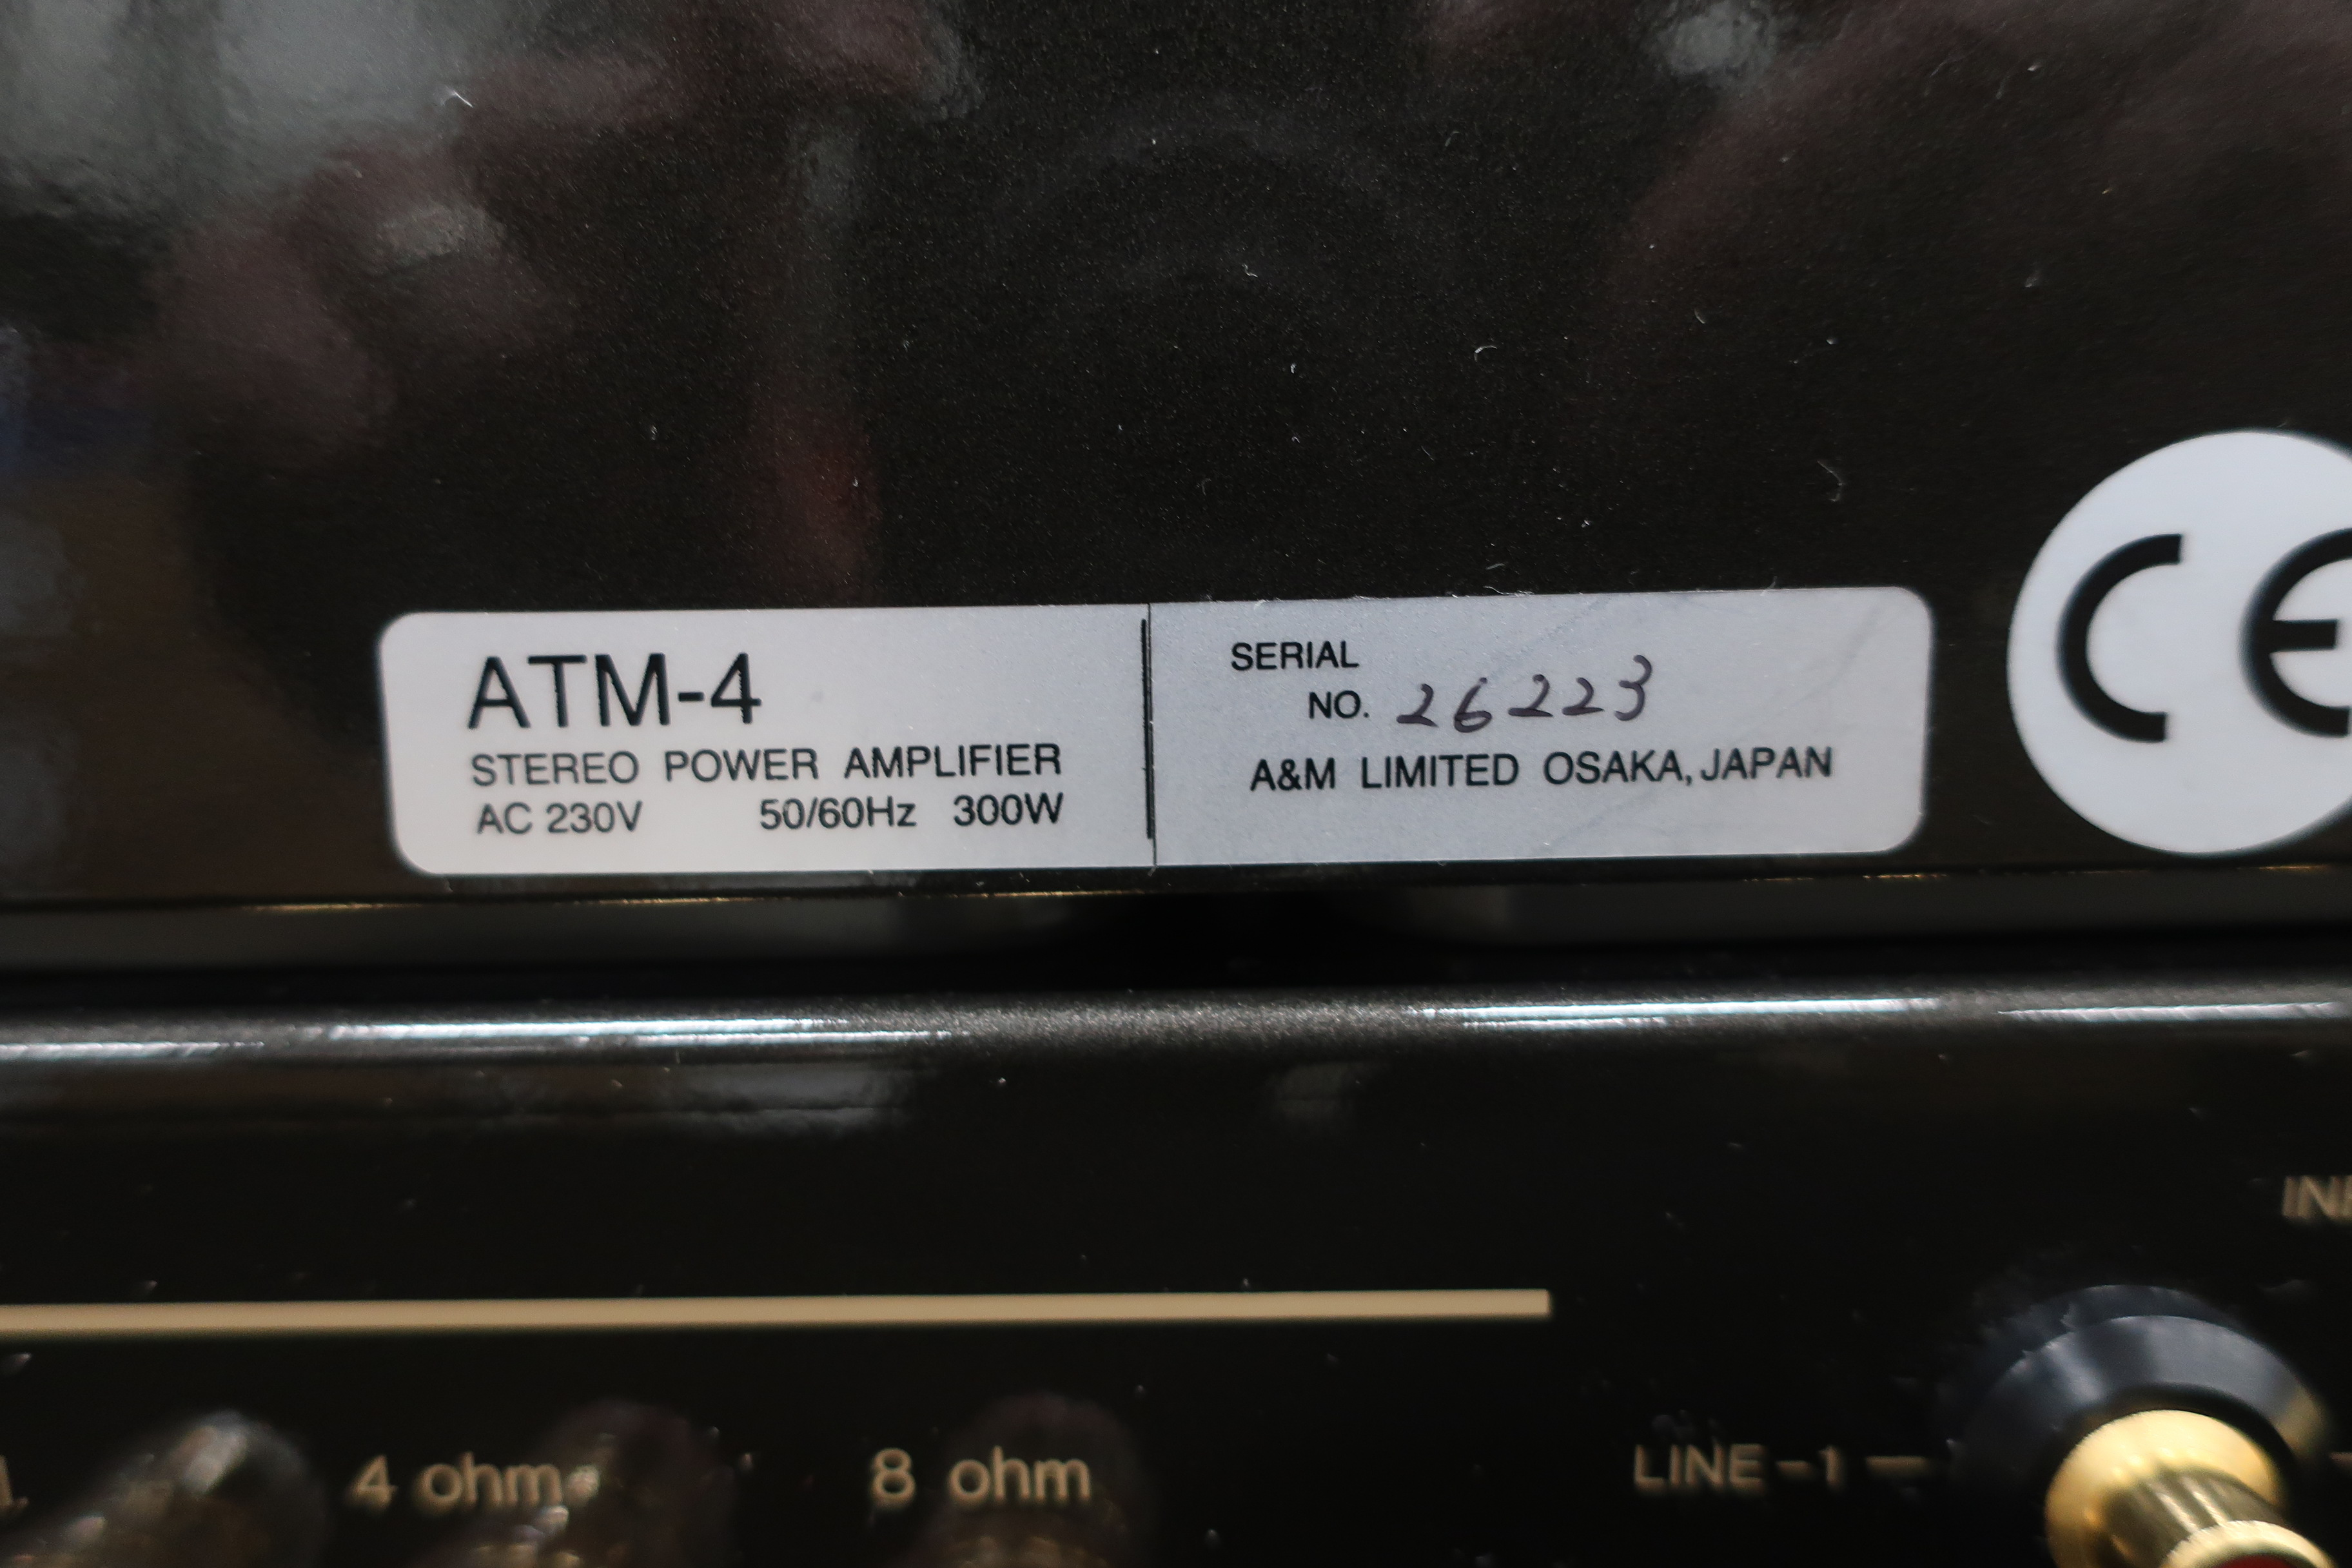 ATM-4
STEREO POWER AMPLIFIER
AC 230V 50/60Hz 300W
SERIAL
NO. 26223
A&M LIMITED OSAKA, JAPAN
CE
4 ohm
8 ohm
LINE-1